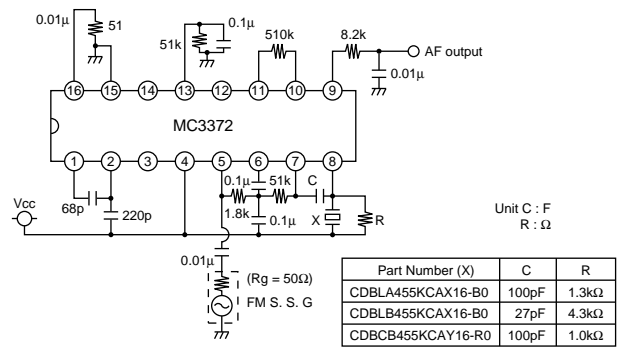 0.01μ
51
51k
0.1μ
510k
8.2k
AF output
0.01μ
16 15 14 13 12 11 10 9
MC3372
1 2 3 4 5 6 7 8
Vcc
68p
220p
0.1μ
51k
C
1.8k
0.1μ
X
R
Unit C : F
R : Ω
0.01μ
(Rg = 50Ω)
FM S. S. G
Part Number (X) C R
CDBLA455KCAX16-B0 100pF 1.3kΩ
CDBLB455KCAX16-B0 27pF 4.3kΩ
CDBCB455KCAY16-R0 100pF 1.0kΩ